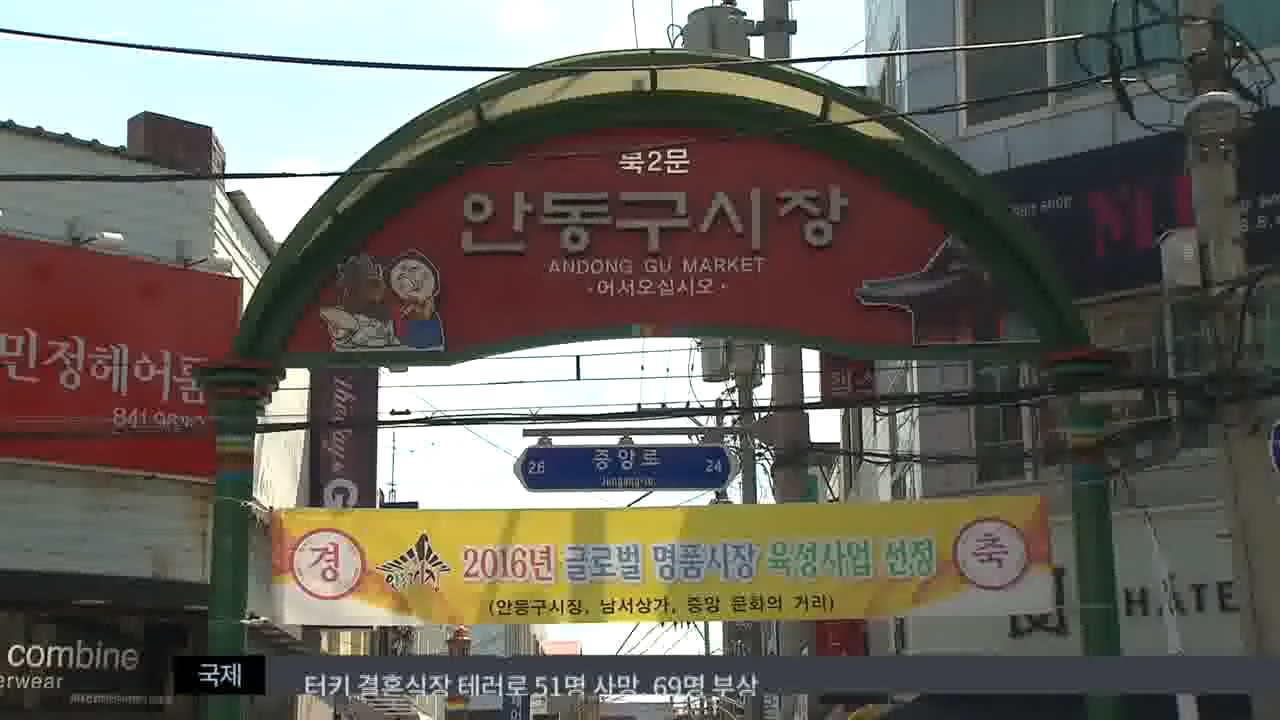 북2문
안동구시장
ANDONG GU MARKET
·어서오십시오·
민정헤어룸
28 중앙로 24
Jungang-ro
경 2016년 글로벌 명품시장 육성사업 선정 축
(안동구시장, 남서상가, 중앙 문화의 거리)
HATE
combine
erwear
국제 터키 결혼식장 테러로 51명 사망, 69명 부상